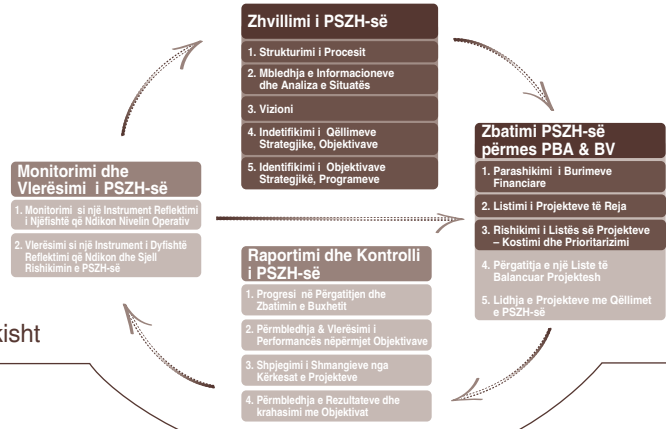 Zhvillimi i PSZH-së
1. Strukturimi i Procesit
2. Mbledhja e Informacioneve
dhe Analiza e Situatës
3. Vizioni
4. Indetifikimi i Qëllimeve
Strategjike, Objektivave
5. Identifikimi i Objektivave
Strategjikë, Programeve
Zbatimi PSZH-së
përmes PBA & BV
1. Parashikimi i Burimeve
Financiare
2. Listimi i Projekteve të Reja
3. Rishikimi i Listës së Projekteve
– Kostimi dhe Prioritarizimi
4. Përgatitja e një Liste të
Balancuar Projektesh
5. Lidhja e Projekteve me Qëllimet
e PSZH-së
Monitorimi dhe
Vlerësimi i PSZH-së
1. Monitorimi si një Instrument Reflektimi
i Njëfishtë që Ndikon Nivelin Operativ
2. Vlerësimi si një Instrument i Dyfishtë
Reflektimi që Ndikon dhe Sjell
Rishikimin e PSZH-së
Raportimi dhe Kontrolli
i PSZH-së
1. Progresi në Përgatitjen dhe
Zbatimin e Buxhetit
2. Përmbledhja & Vlerësimi i
Performancës nëpërmjet Objektivave
3. Shpjegimi i Shmangieve nga
Kërkesat e Projekteve
4. Përmbledhja e Rezultateve dhe
krahasimi me Objektivat
kisht